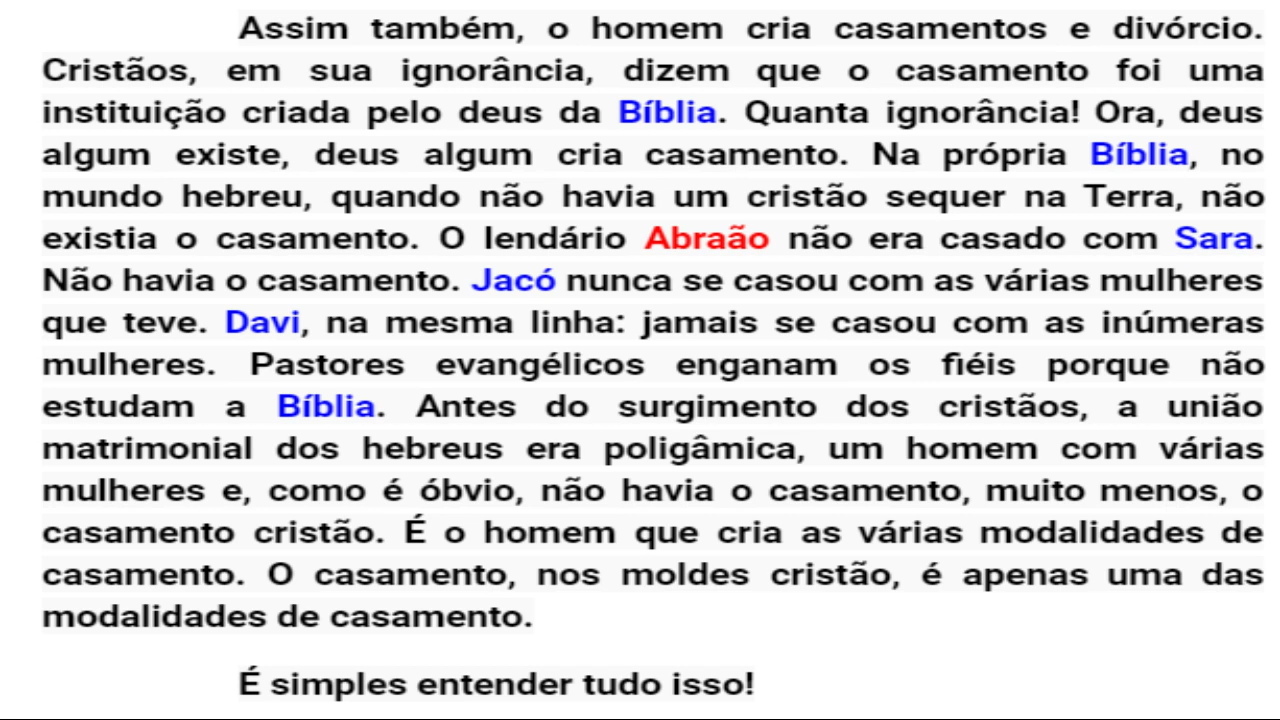 Assim também, o homem cria casamentos e divórcio.
Cristãos, em sua ignorância, dizem que o casamento foi uma
instituição criada pelo deus da Bíblia. Quanta ignorância! Ora, deus
algum existe, deus algum cria casamento. Na própria Bíblia, no
mundo hebreu, quando não havia um cristão sequer na Terra, não
existia o casamento. O lendário Abraão não era casado com Sara.
Não havia o casamento. Jacó nunca se casou com as várias mulheres
que teve. Davi, na mesma linha: jamais se casou com as inúmeras
mulheres. Pastores evangélicos enganam os fiéis porque não
estudam a Bíblia. Antes do surgimento dos cristãos, a união
matrimonial dos hebreus era poligâmica, um homem com várias
mulheres e, como é óbvio, não havia o casamento, muito menos, o
casamento cristão. É o homem que cria as várias modalidades de
casamento. O casamento, nos moldes cristão, é apenas uma das
modalidades de casamento.
É simples entender tudo isso!